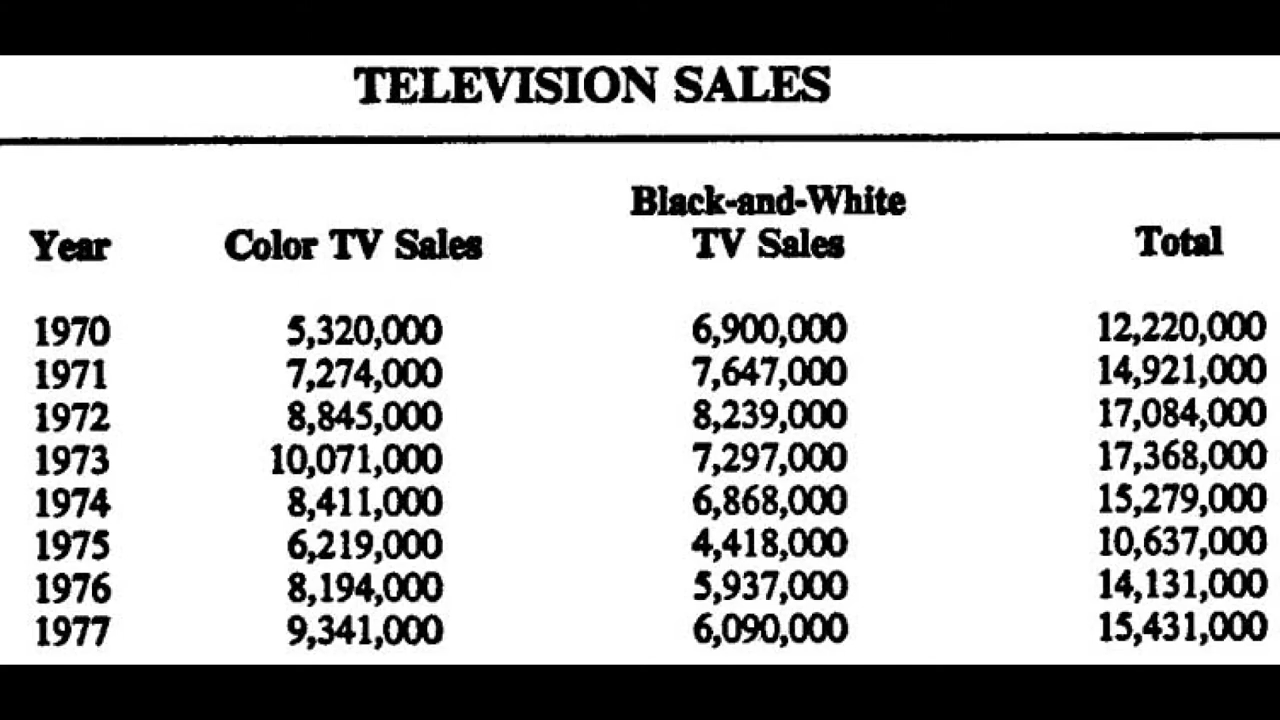 TELEVISION SALES
Black-and-White
Year Color TV Sales TV Sales Total
1970 5,320,000 6,900,000 12,220,000
1971 7,274,000 7,647,000 14,921,000
1972 8,845,000 8,239,000 17,084,000
1973 10,071,000 7,297,000 17,368,000
1974 8,411,000 6,868,000 15,279,000
1975 6,219,000 4,418,000 10,637,000
1976 8,194,000 5,937,000 14,131,000
1977 9,341,000 6,090,000 15,431,000